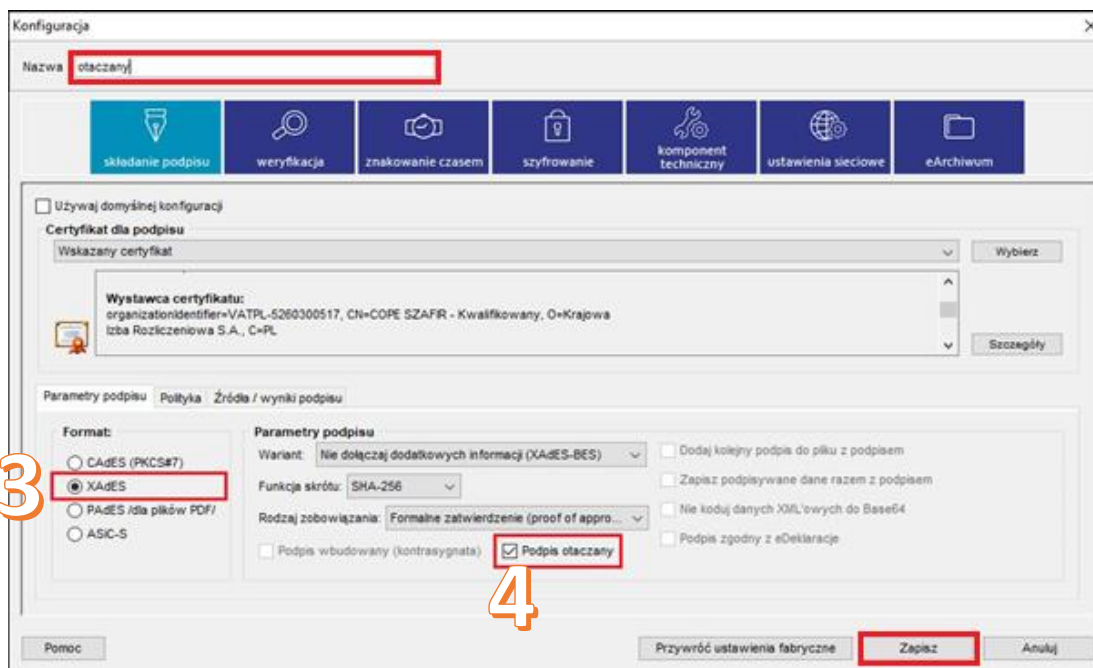 Konfiguracja
Nazwa otaczany
składanie podpisu
weryfikacja
znakowanie czasem
szyfrowanie
komponent
techniczny
ustawienia sieciowe
eArchiwum
Używaj domyślnej konfiguracji
Certyfikat dla podpisu
Wskazany certyfikat
Wybierz
Wystawca certyfikatu:
organizationIdentifier=VATPL-5260300517, CN=COPE SZAFIR - Kwalifikowany, O=Krajowa
Izba Rozliczeniowa S.A., C=PL
Szczegóły
Parametry podpisu Polityka Źródła / wyniki podpisu
Format:
CAdES (PKCS#7)
3
XAdES
PAdES /dla plików PDF/
ASiC-S
Parametry podpisu
Wariant: Nie dołączaj dodatkowych informacji (XAdES-BES)
Funkcja skrótu: SHA-256
Rodzaj zobowiązania: Formalne zatwierdzenie (proof of appro...
Podpis wbudowany (kontrasygnata)
Podpis otaczany
4
Dodaj kolejny podpis do pliku z podpisem
Zapisz podpisywane dane razem z podpisem
Nie koduj danych XML'owych do Base64
Podpis zgodny z eDeklaracje
Pomoc
Przywróć ustawienia fabryczne
Zapisz
Anuluj